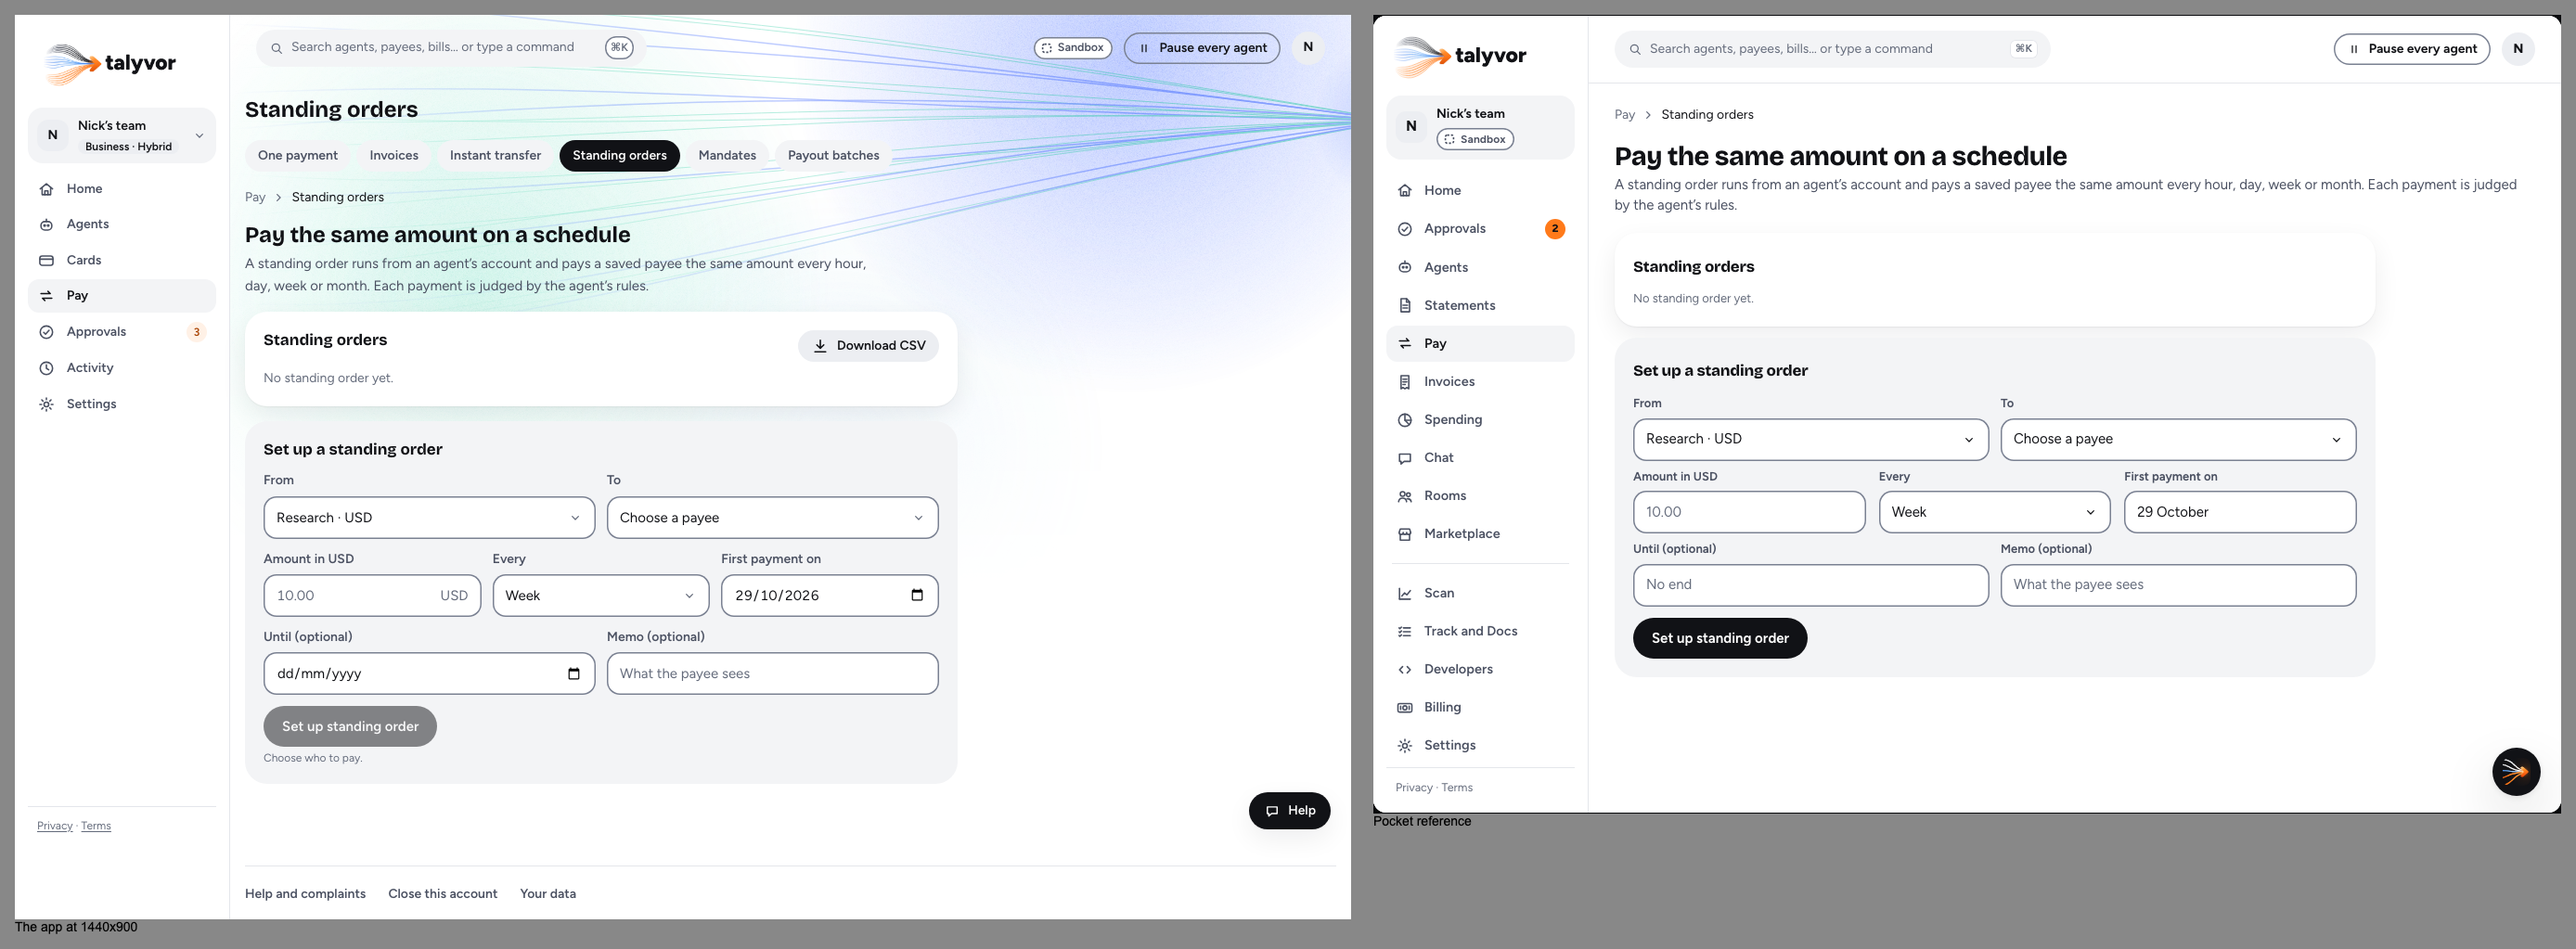 talyvor
Search agents, payees, bills... or type a command
⌘K
Sandbox
Pause every agent
N
N
Nick's team
Business · Hybrid
Home
Agents
Cards
Pay
Approvals
3
Activity
Settings
Privacy · Terms
Standing orders
One payment
Invoices
Instant transfer
Standing orders
Mandates
Payout batches
Pay > Standing orders
Pay the same amount on a schedule
A standing order runs from an agent's account and pays a saved payee the same amount every hour,
day, week or month. Each payment is judged by the agent's rules.
Standing orders
Download CSV
No standing order yet.
Set up a standing order
From
To
Research · USD
Choose a payee
Amount in USD
Every
First payment on
10.00
USD
Week
29/10/2026
Until (optional)
Memo (optional)
dd/mm/yyyy
What the payee sees
Set up standing order
Choose who to pay.
Help
Help and complaints
Close this account
Your data
The app at 1440x900
talyvor
Search agents, payees, bills... or type a command
⌘K
Pause every agent
N
N
Nick's team
Sandbox
Home
Approvals
2
Agents
Statements
Pay
Invoices
Spending
Chat
Rooms
Marketplace
Scan
Track and Docs
Developers
Billing
Settings
Privacy · Terms
Pay > Standing orders
Pay the same amount on a schedule
A standing order runs from an agent's account and pays a saved payee the same amount every hour, day, week or month. Each payment is judged
by the agent's rules.
Standing orders
No standing order yet.
Set up a standing order
From
To
Research · USD
Choose a payee
Amount in USD
Every
First payment on
10.00
Week
29 October
Until (optional)
Memo (optional)
No end
What the payee sees
Set up standing order
Pocket reference